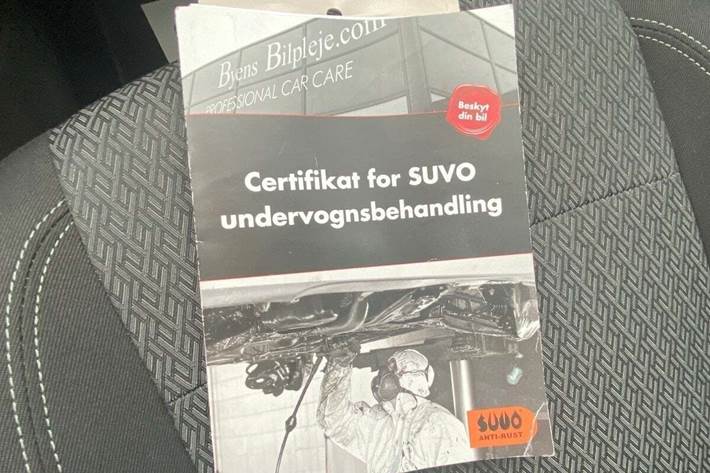 Byens Bilpleje.com
PROFESSIONAL CAR CARE
Beskyt
din bil
Certifikat for SUVO
undervognsbehandling
SUVO
ANTI-RUST